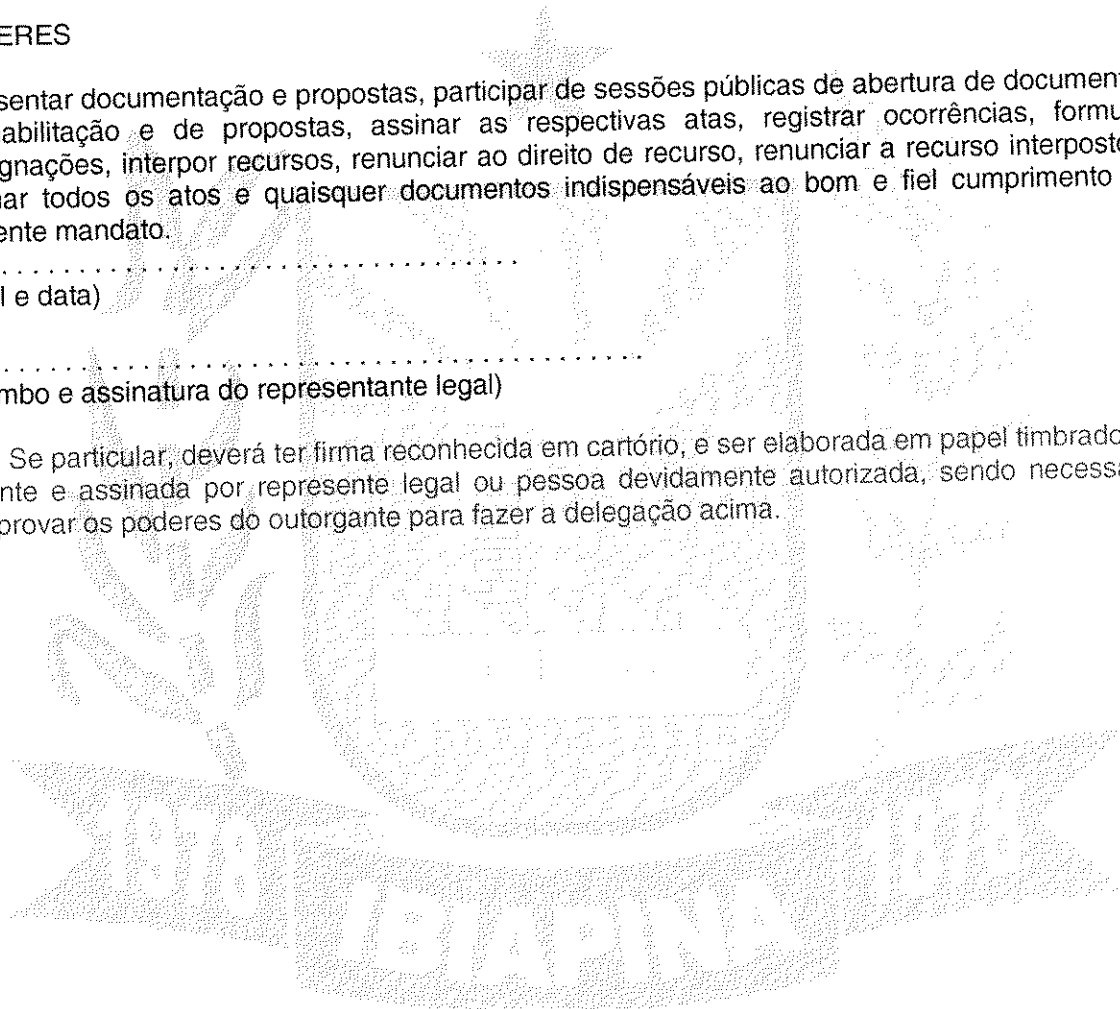 ERES
sentar documentação e propostas, participar de sessões públicas de abertura de document
abilitação e de propostas, assinar as respectivas atas, registrar ocorrências, formu
gnações, interpor recursos, renunciar ao direito de recurso, renunciar a recurso interposto
ar todos os atos e quaisquer documentos indispensáveis ao bom e fiel cumprimento
ente mandato.
. . . . . . . . . . . . . . . . . . . . . . . . . . . . . . . . . .
l e data)
. . . . . . . . . . . . . . . . . . . . . . . . . . . . . . . . . . . . . . . . . .
mbo e assinatura do representante legal)
Se particular, deverá ter firma reconhecida em cartório, e ser elaborada em papel timbrado
nte e assinada por represente legal ou pessoa devidamente autorizada, sendo necess
provar os poderes do outorgante para fazer a delegação acima.
1978 IBIAPINA 1878